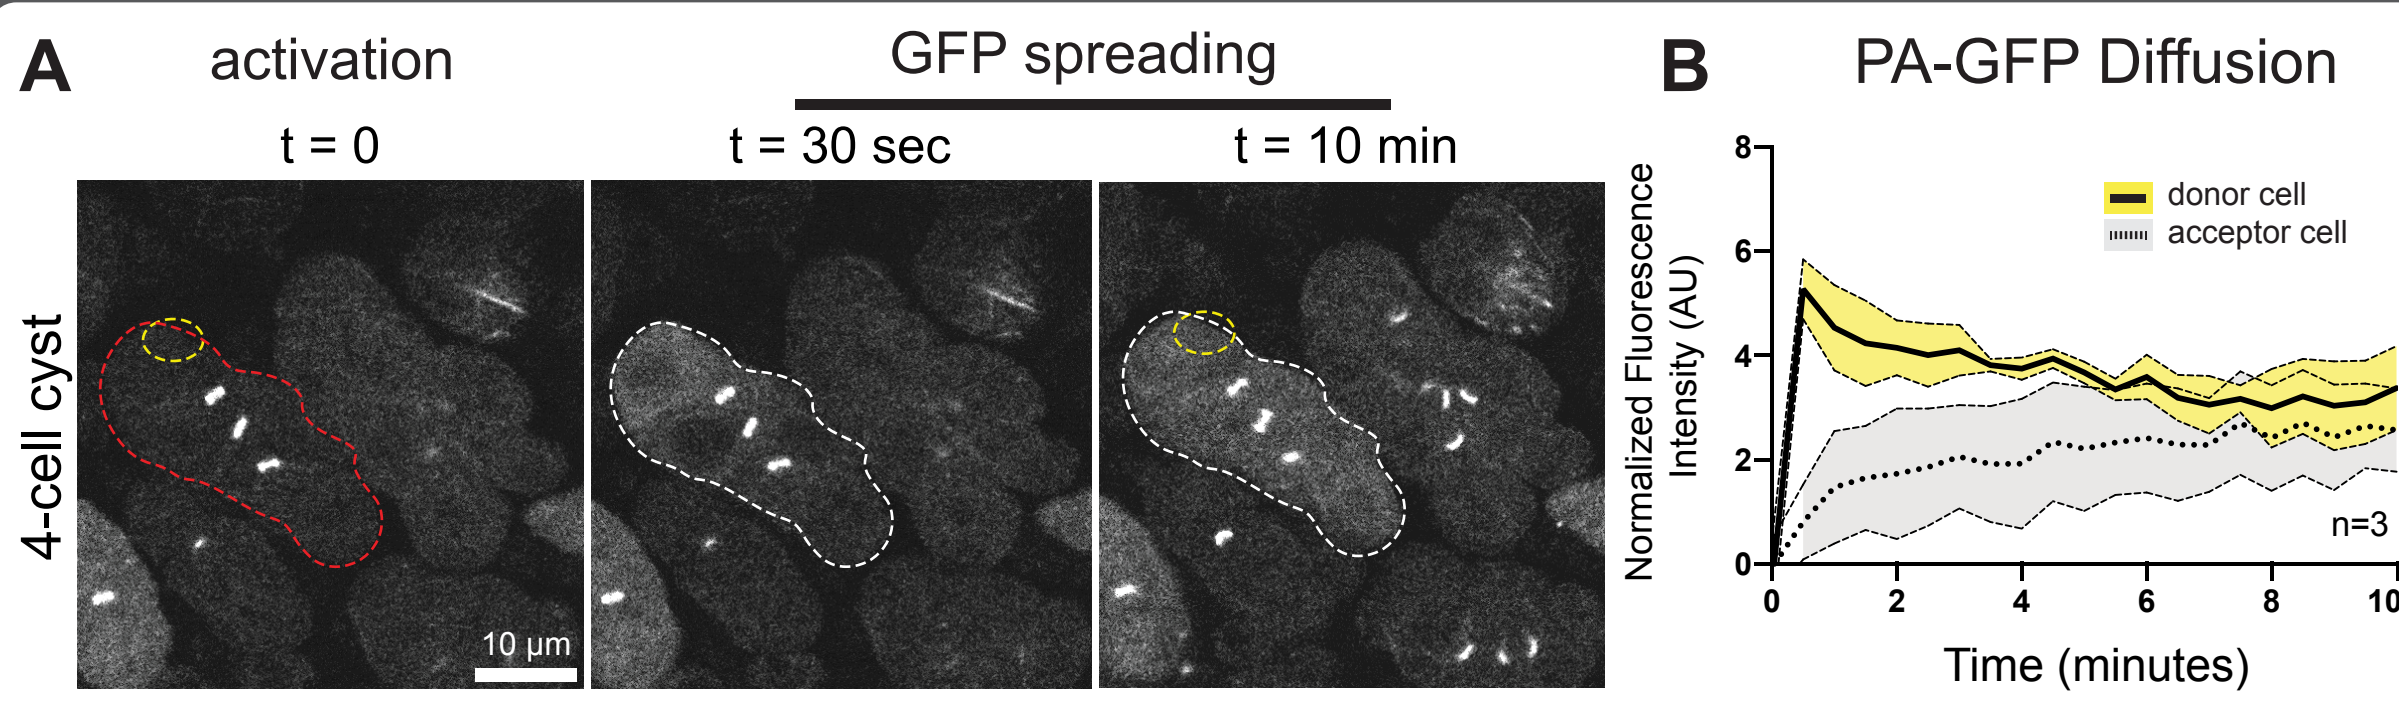 A
activation
GFP spreading
t = 0
t = 30 sec
t = 10 min
4-cell cyst
10 µm
B
PA-GFP Diffusion
Normalized Fluorescence
Intensity (AU)
8
6
4
2
0
donor cell
acceptor cell
n=3
0
2
4
6
8
10
Time (minutes)